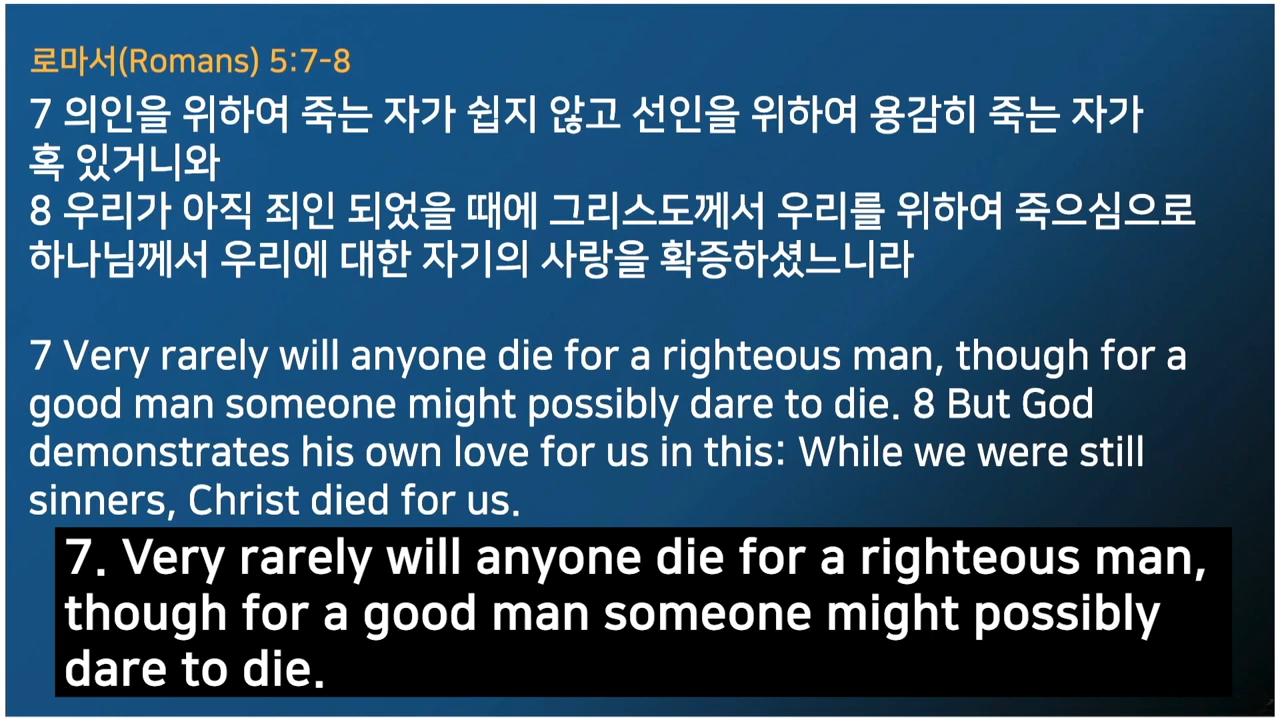 로마서(Romans) 5:7-8
7 의인을 위하여 죽는 자가 쉽지 않고 선인을 위하여 용감히 죽는 자가
혹 있거니와
8 우리가 아직 죄인 되었을 때에 그리스도께서 우리를 위하여 죽으심으로
하나님께서 우리에 대한 자기의 사랑을 확증하셨느니라
7 Very rarely will anyone die for a righteous man, though for a
good man someone might possibly dare to die. 8 But God
demonstrates his own love for us in this: While we were still
sinners, Christ died for us.
7. Very rarely will anyone die for a righteous man,
though for a good man someone might possibly
dare to die.